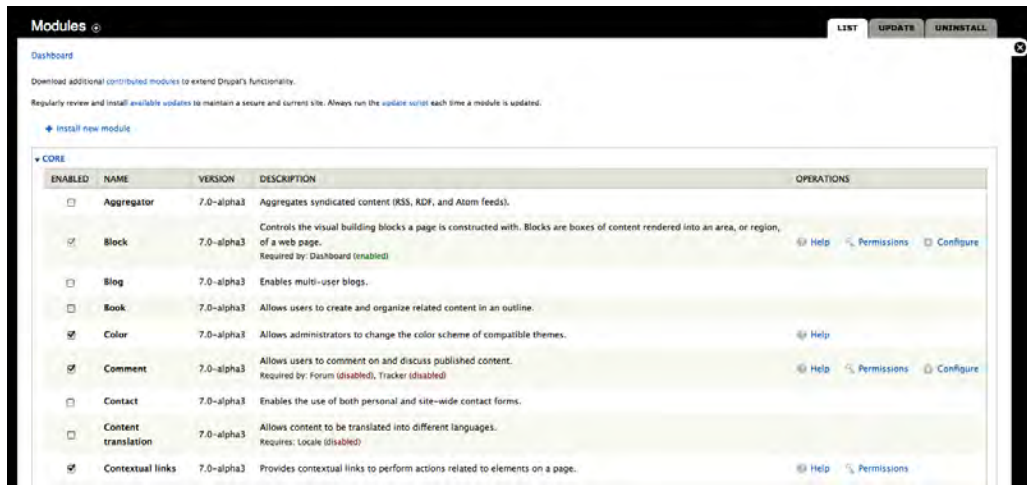 Modules
LIST UPDATE UNINSTALL
Dashboard
Download additional contributed modules to extend Drupal's functionality.
Regularly review and install available updates to maintain a secure and current site. Always run the update script each time a module is updated.
+ Install new module
CORE
ENABLED NAME VERSION DESCRIPTION OPERATIONS
Aggregator 7.0-alpha3 Aggregates syndicated content (RSS, RDF, and Atom feeds).
Controls the visual building blocks a page is constructed with. Blocks are boxes of content rendered into an area, or region,
Block 7.0-alpha3 of a web page. Help Permissions Configure
Required by: Dashboard (enabled)
Blog 7.0-alpha3 Enables multi-user blogs.
Book 7.0-alpha3 Allows users to create and organize related content in an outline.
Color 7.0-alpha3 Allows administrators to change the color scheme of compatible themes. Help
Comment 7.0-alpha3 Allows users to comment on and discuss published content. Help Permissions Configure
Required by: Forum (disabled), Tracker (disabled)
Contact 7.0-alpha3 Enables the use of both personal and site-wide contact forms.
Content translation 7.0-alpha3 Allows content to be translated into different languages.
Requires: Locale (disabled)
Contextual links 7.0-alpha3 Provides contextual links to perform actions related to elements on a page. Help Permissions